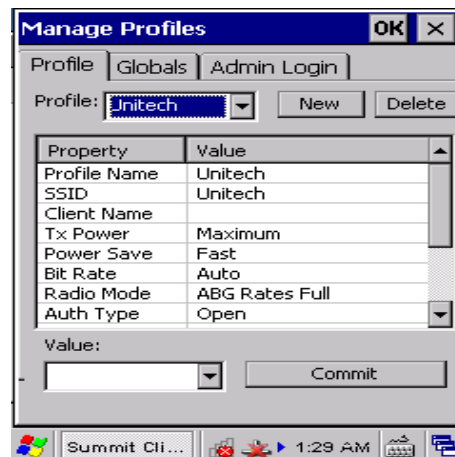 Manage Profiles OK ×
Profile Globals Admin Login
Profile: Unitech New Delete
Property Value
Profile Name Unitech
SSID Unitech
Client Name
Tx Power Maximum
Power Save Fast
Bit Rate Auto
Radio Mode ABG Rates Full
Auth Type Open
Value:
Commit
Summit Cli... 1:29 AM